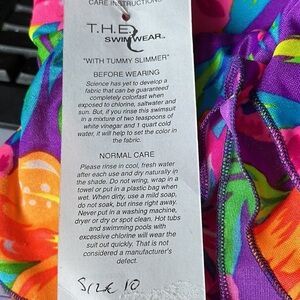 CARE INSTRUCTIONS
T.H.E.
SWIMWEAR™
"WITH TUMMY SLIMMER"
BEFORE WEARING
Science has yet to develop a
fabric that can be guaranteed
completely colorfast when
exposed to chlorine, saltwater and
sun. But, if you rinse this swimsuit
in a mixture of two teaspoons of
white vinegar and 1 quart cold
water, it will help to set the color in
the fabric.
NORMAL CARE
Please rinse in cool, fresh water
after each use and dry naturally in
the shade. Do not wring, wrap in a
towel or put in a plastic bag when
wet. When dirty, use a mild soap,
do not soak, but rinse right away.
Never put in a washing machine,
dryer or dry or spot clean. Hot tubs
and swimming pools with
excessive chlorine will wear the
suit out quickly. That is not
considered a manufacturer's
defect.
SIZE 10